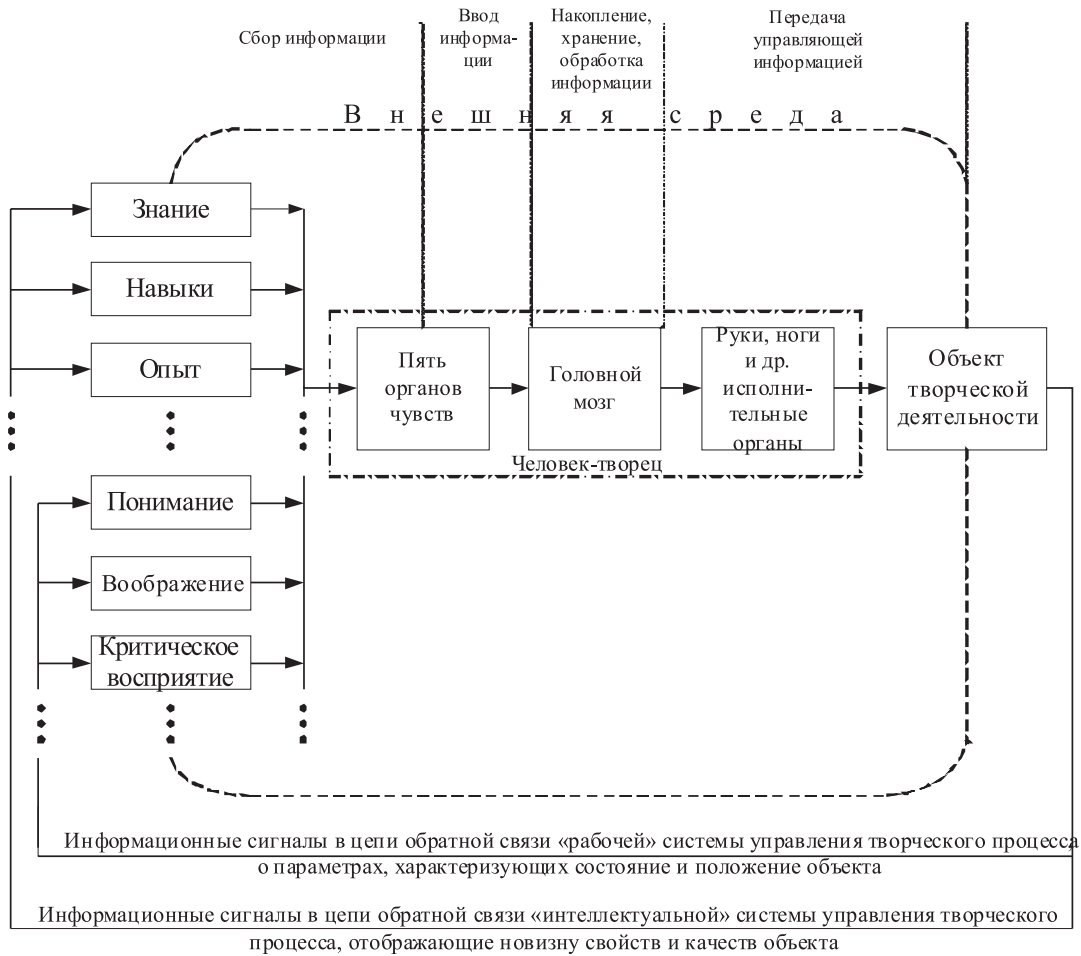 Сбор информации
Ввод
информа-
ции
Накопление,
хранение,
обработка
информации
Передача
управляющей
информацией
Внешняя среда
Знание
Навыки
Опыт
Понимание
Воображение
Критическое
восприятие
Пять
органов
чувств
Головной
мозг
Руки, ноги
и др.
исполни-
тельные
органы
Человек-творец
Объект
творческой
деятельности
Информационные сигналы в цепи обратной связи «рабочей» системы управления творческого процесса
о параметрах, характеризующих состояние и положение объекта
Информационные сигналы в цепи обратной связи «интеллектуальной» системы управления творческого
процесса, отображающие новизну свойств и качеств объекта